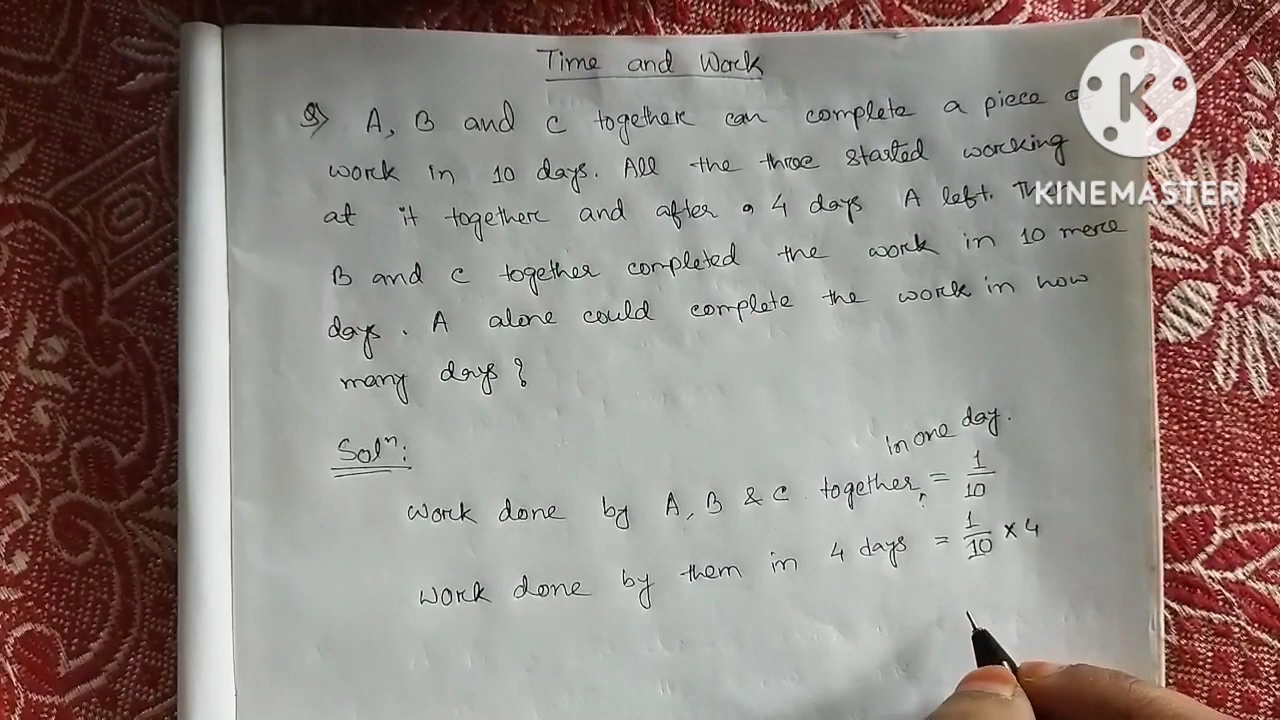 Time and Work
Q) A, B and C together can complete a piece
work in 10 days. All the three started working
at it together and after 4 days A left. Then
B and C together completed the work in 10 more
days. A alone could complete the work in how
many days?
Solⁿ:
in one day.
Work done by A, B & C together, = 1/10
Work done by them in 4 days = 1/10 × 4
K
KINEMASTER